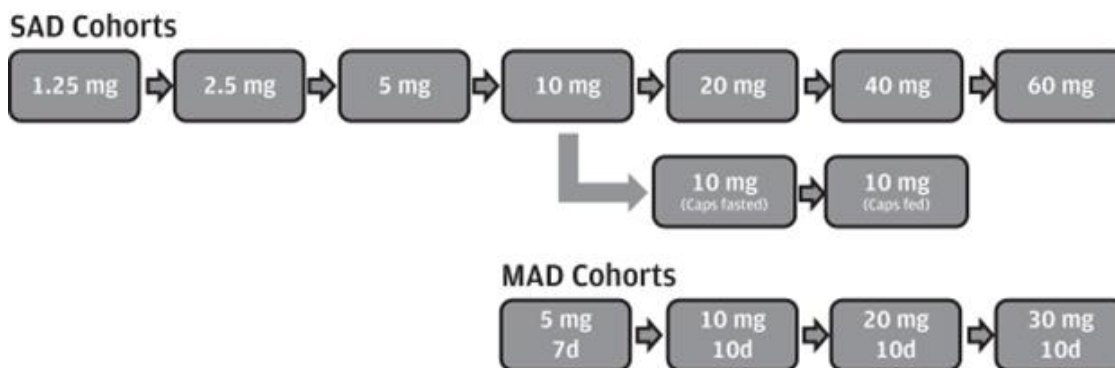 SAD Cohorts
1.25 mg
2.5 mg
5 mg
10 mg
20 mg
40 mg
60 mg
10 mg
(Caps fasted)
10 mg
(Caps fed)
MAD Cohorts
5 mg
7d
10 mg
10d
20 mg
10d
30 mg
10d